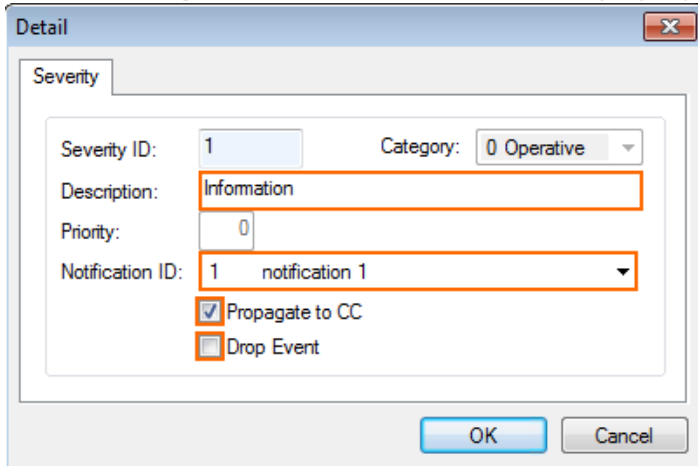 Detail
Severity
Severity ID: 1 Category: 0 Operative
Description: Information
Priority: 0
Notification ID: 1 notification 1
Propagate to CC
Drop Event
OK Cancel